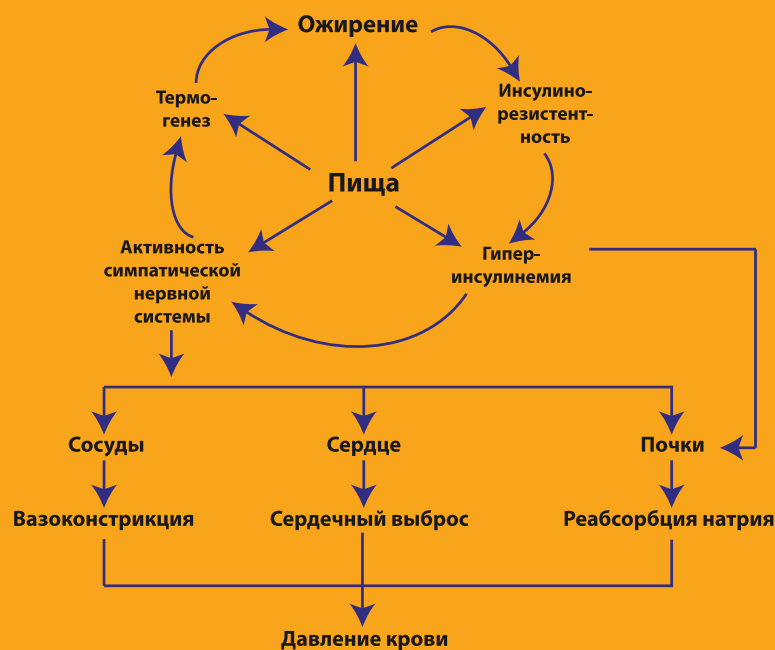 Ожирение
Термо-
генез
Инсулино-
резистент-
ность
Пища
Активность
симпатической
нервной
системы
Гипер-
инсулинемия
Сосуды
Сердце
Почки
Вазоконстрикция
Сердечный выброс
Реабсорбция натрия
Давление крови